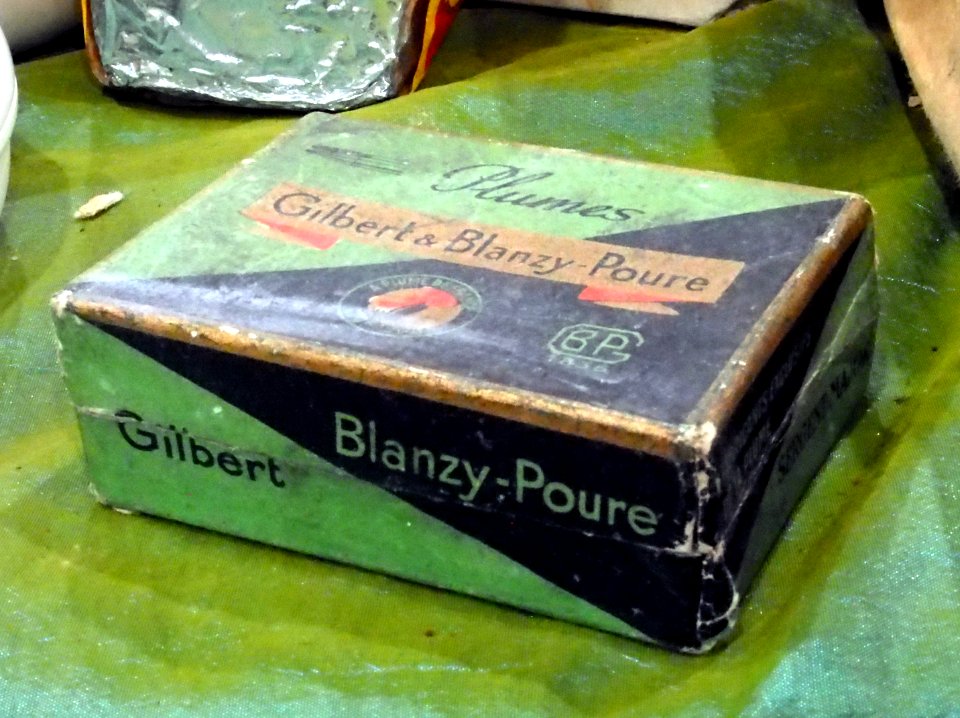 Plumes
Gilbert & Blanzy-Poure
BP
Gilbert
Blanzy-Poure